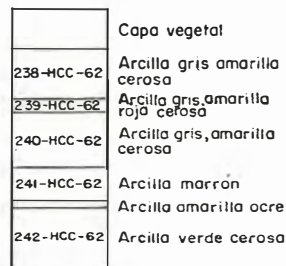 Capa vegetal
238-HCC-62 Arcilla gris amarilla
cerosa
239-HCC-62 Arcilla gris,amarilla
roja cerosa
240-HCC-62 Arcilla gris,amarilla
cerosa
241-HCC-62 Arcilla marrón
Arcilla amarilla ocre
242-HCC-62 Arcilla verde cerosa